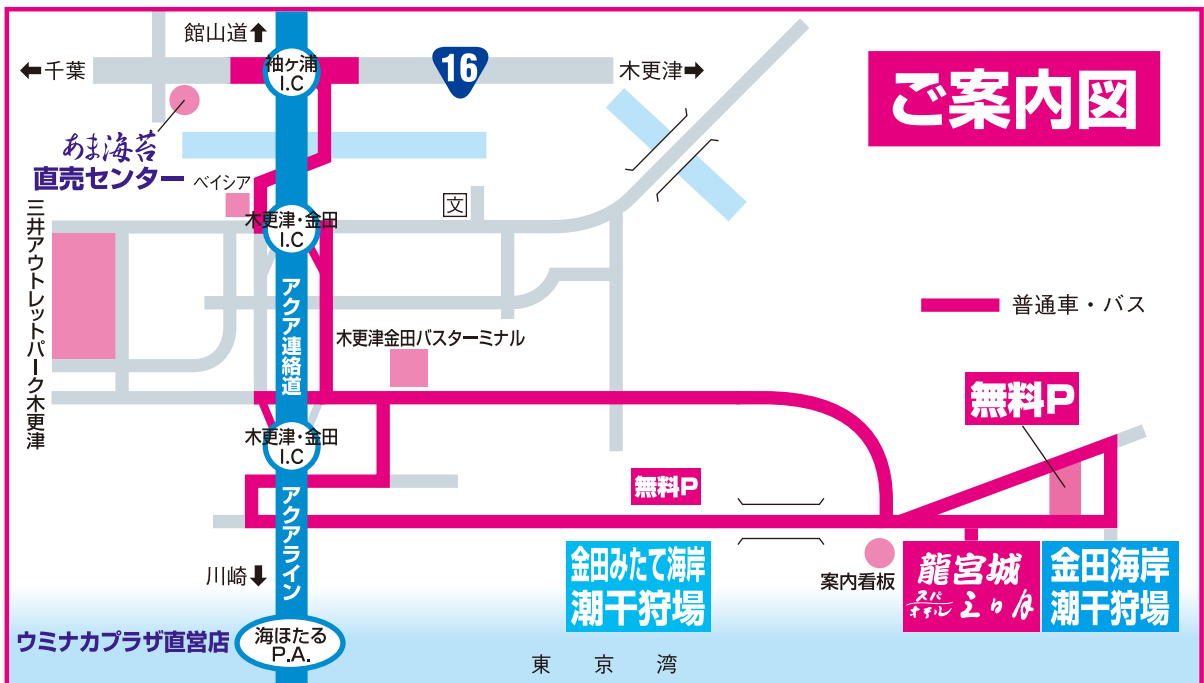 館山道↑
←千葉
袖ヶ浦
I.C
16
木更津→
ご案内図
あま海苔
直売センター
ベイシア
文
三井アウトレットパーク木更津
木更津・金田
I.C
アクア連絡道
普通車・バス
木更津金田バスターミナル
無料P
木更津・金田
I.C
無料P
アクアライン
金田みたて海岸
潮干狩場
案内看板
龍宮城
スパ
ホテル
三日月
金田海岸
潮干狩場
川崎↓
ウミナカプラザ直営店
海ほたる
P.A.
東京湾